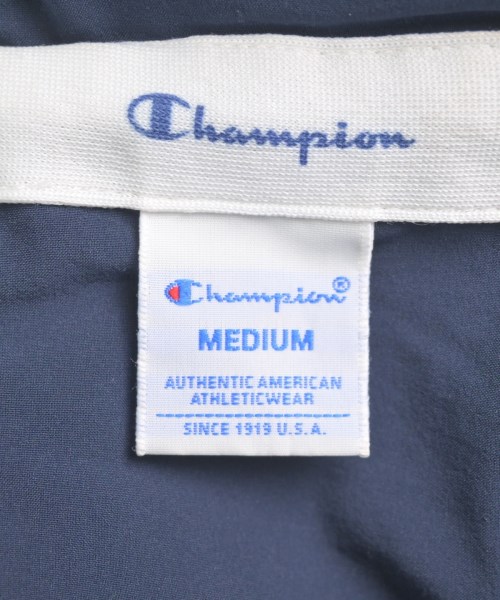 Champion
Champion®
MEDIUM
AUTHENTIC AMERICAN
ATHLETICWEAR
SINCE 1919 U.S.A.